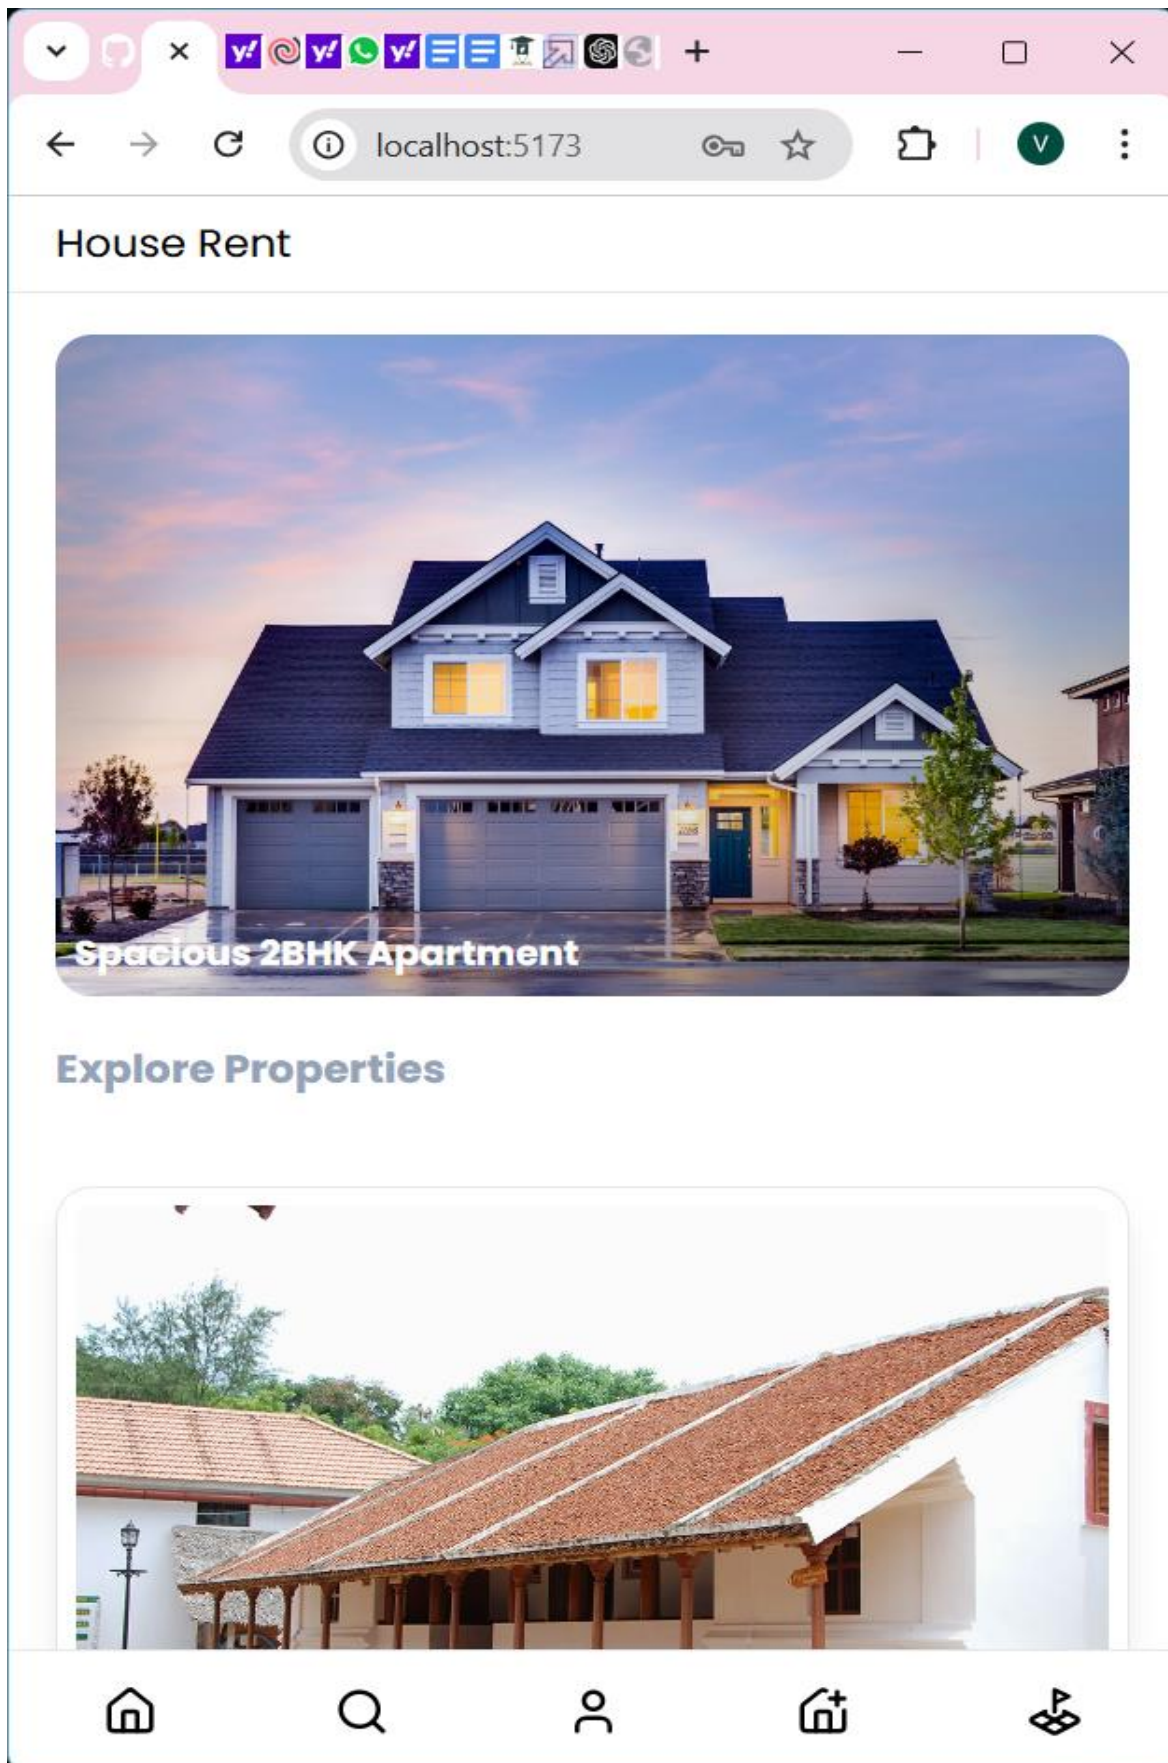 localhost:5173
V
House Rent
Spacious 2BHK Apartment
Explore Properties